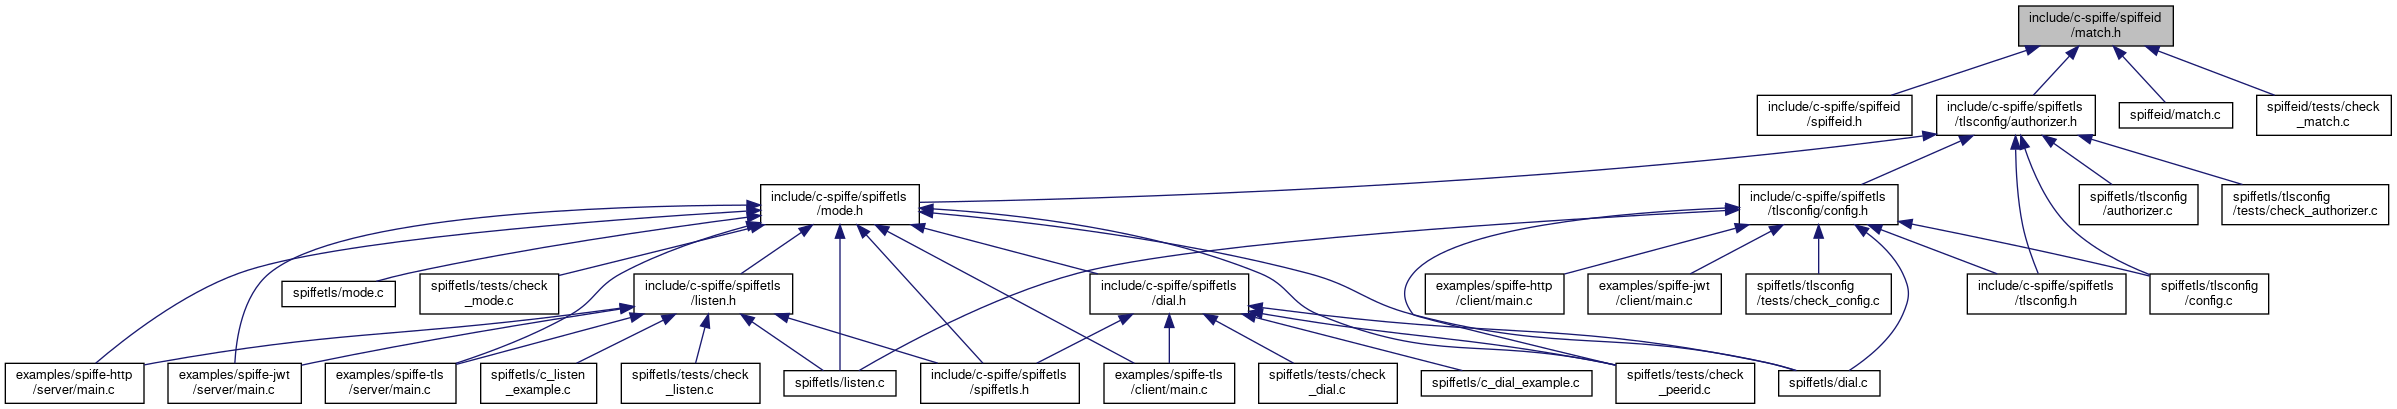 include/c-spiffe/spiffeid
/match.h
include/c-spiffe/spiffeid
/spiffeid.h
include/c-spiffe/spiffetls
/tlsconfig/authorizer.h
spiffeid/match.c
spiffeid/tests/check
_match.c
include/c-spiffe/spiffetls
/mode.h
include/c-spiffe/spiffetls
/tlsconfig/config.h
spiffetls/tlsconfig
/authorizer.c
spiffetls/tlsconfig
/tests/check_authorizer.c
spiffetls/mode.c
spiffetls/tests/check
_mode.c
include/c-spiffe/spiffetls
/listen.h
include/c-spiffe/spiffetls
/dial.h
examples/spiffe-http
/client/main.c
examples/spiffe-jwt
/client/main.c
spiffetls/tlsconfig
/tests/check_config.c
include/c-spiffe/spiffetls
/tlsconfig.h
spiffetls/tlsconfig
/config.c
examples/spiffe-http
/server/main.c
examples/spiffe-jwt
/server/main.c
examples/spiffe-tls
/server/main.c
spiffetls/c_listen
_example.c
spiffetls/tests/check
_listen.c
spiffetls/listen.c
include/c-spiffe/spiffetls
/spiffetls.h
examples/spiffe-tls
/client/main.c
spiffetls/tests/check
_dial.c
spiffetls/c_dial_example.c
spiffetls/tests/check
_peerid.c
spiffetls/dial.c